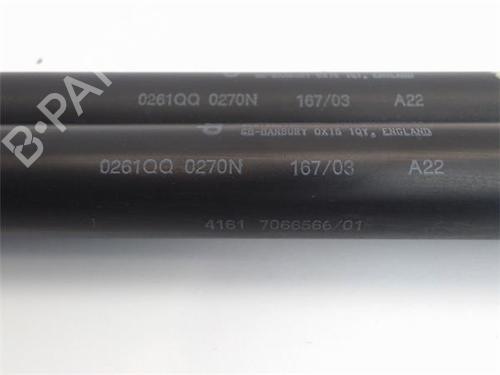 GB-BANBURY OX16 1QY, ENGLAND
0261QQ 0270N 167/03 A22
GB-BANBURY OX16 1QY, ENGLAND
0261QQ 0270N 167/03 A22
4161 7066566/01
B-PARTS